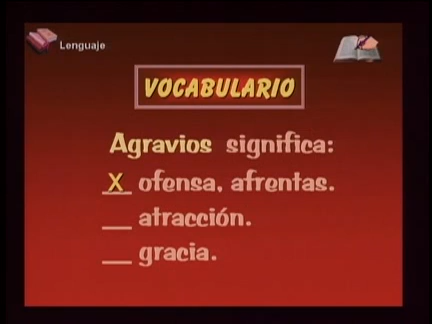 Lenguaje
VOCABULARIO
Agravios significa:
X ofensa, afrentas.
__ atracción.
__ gracia.